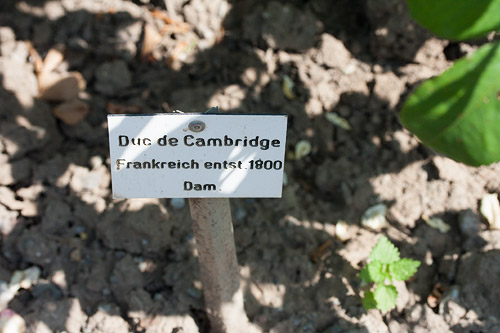 Duc de Cambridge
Frankreich entst.1800
Dam.